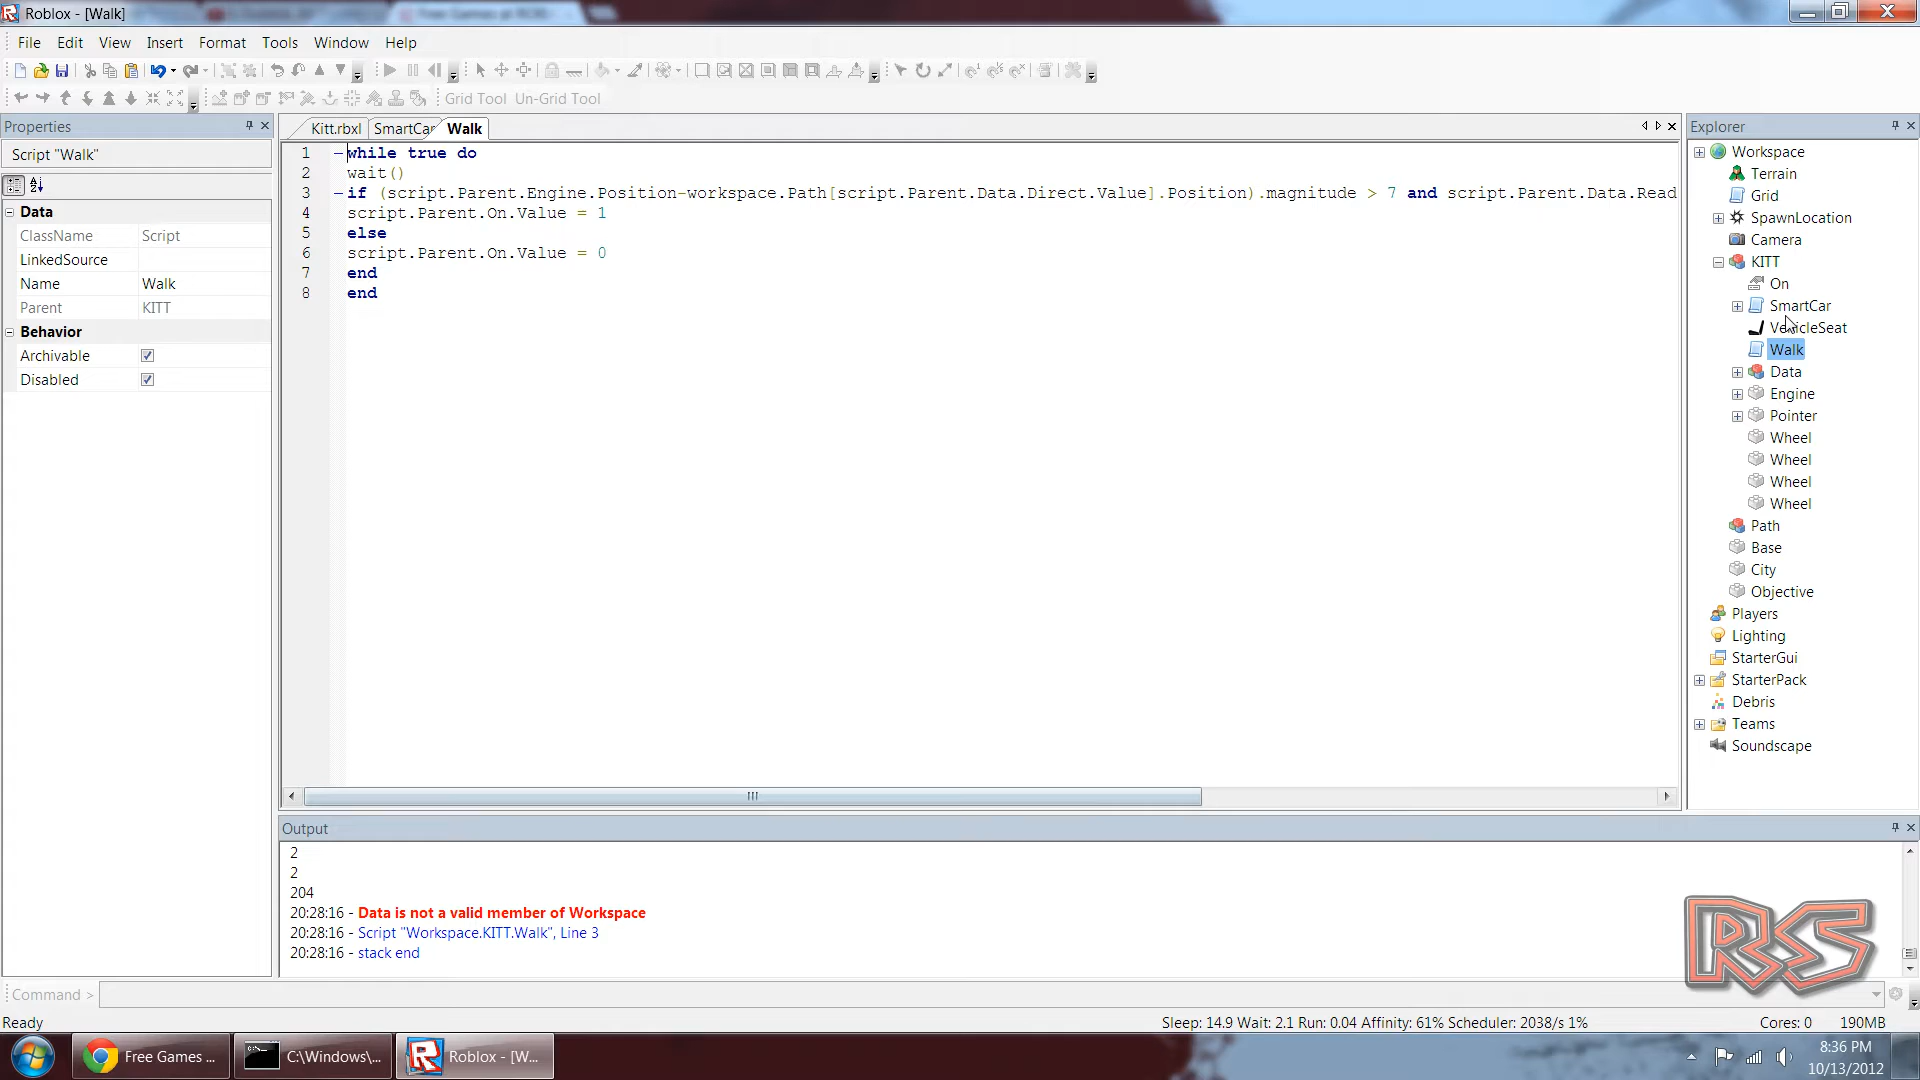 Roblox - [Walk]
File Edit View Insert Format Tools Window Help
Grid Tool Un-Grid Tool
Properties
Script "Walk"
Data
ClassName Script
LinkedSource
Name Walk
Parent KITT
Behavior
Archivable
Disabled
Kitt.rbxl SmartCar Walk
1 while true do
2 wait()
3 if (script.Parent.Engine.Position-workspace.Path[script.Parent.Data.Direct.Value].Position).magnitude > 7 and script.Parent.Data.Read
4 script.Parent.On.Value = 1
5 else
6 script.Parent.On.Value = 0
7 end
8 end
Explorer
Workspace
Terrain
Grid
SpawnLocation
Camera
KITT
On
SmartCar
VehicleSeat
Walk
Data
Engine
Pointer
Wheel
Wheel
Wheel
Wheel
Path
Base
City
Objective
Players
Lighting
StarterGui
StarterPack
Debris
Teams
Soundscape
Output
2
2
204
20:28:16 - Data is not a valid member of Workspace
20:28:16 - Script "Workspace.KITT.Walk", Line 3
20:28:16 - stack end
RS
Command >
Ready
Sleep: 14.9 Wait: 2.1 Run: 0.04 Affinity: 61% Scheduler: 2038/s 1%
Cores: 0 190MB
Free Games ...
C:\Windows\...
Roblox - [W...
8:36 PM
10/13/2012